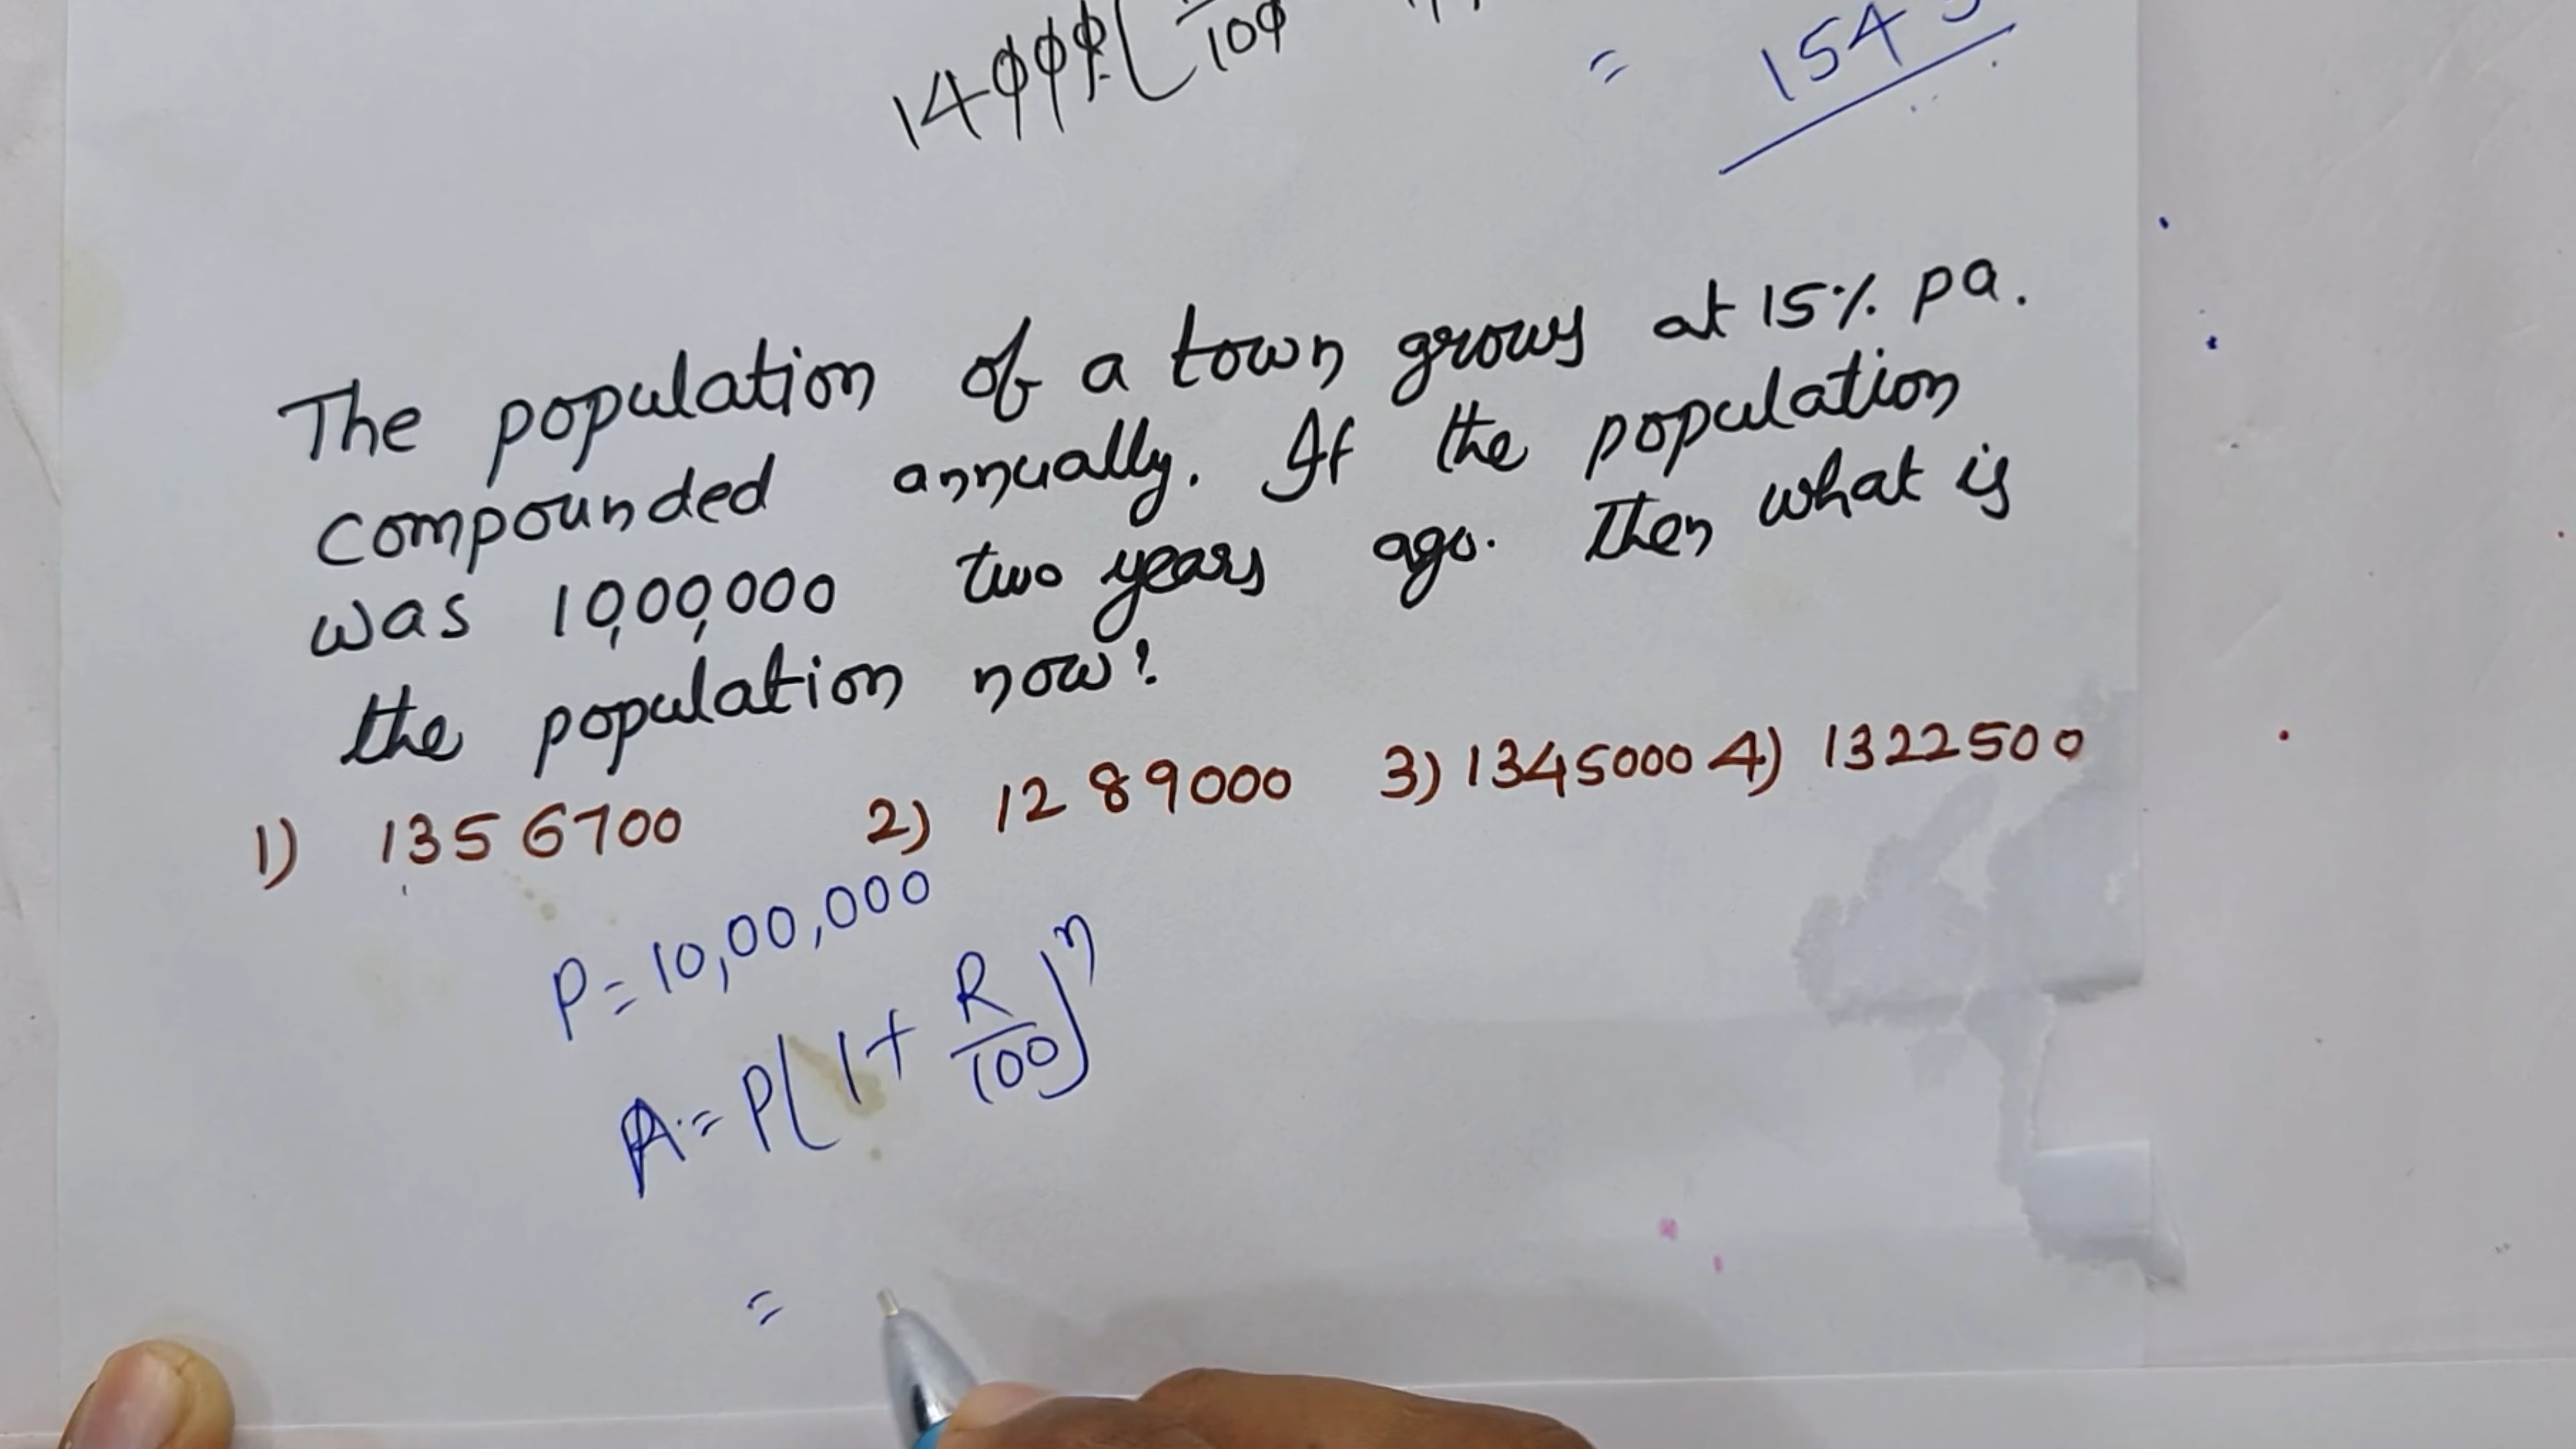 1400
100
= 154
The population of a town grows at 15% pa.
compounded annually. If the population
was 10,00,000 two years ago. Then what is
the population now?
1) 1356700 2) 1289000 3) 1345000 4) 1322500
P=10,00,000
A=P(1+R/100)^n
=